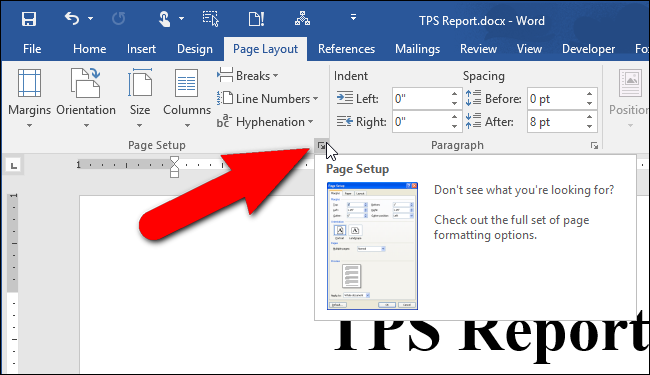 TPS Report.docx - Word
File Home Insert Design Page Layout References Mailings Review View Developer
Margins Orientation Size Columns
Breaks
Line Numbers
Hyphenation
Page Setup
Indent Spacing
Left: 0" Before: 0 pt
Right: 0" After: 8 pt
Paragraph
Position
1
Page Setup
Don't see what you're looking for?
Check out the full set of page
formatting options.
TPS Report